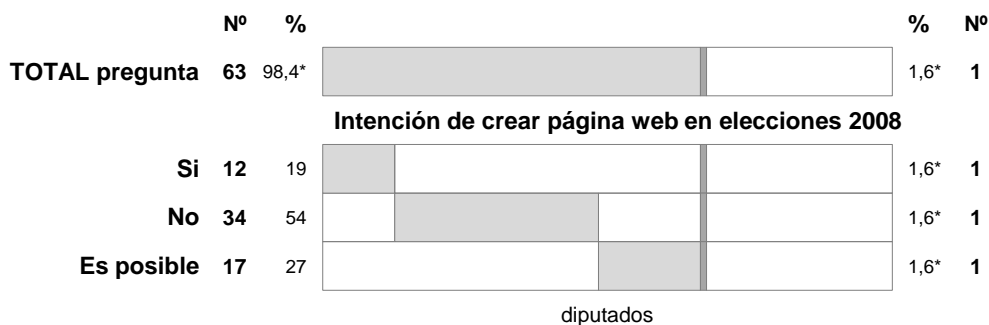 Nº % % Nº
TOTAL pregunta 63 98,4* 1,6* 1
Intención de crear página web en elecciones 2008
Si 12 19 1,6* 1
No 34 54 1,6* 1
Es posible 17 27 1,6* 1
diputados